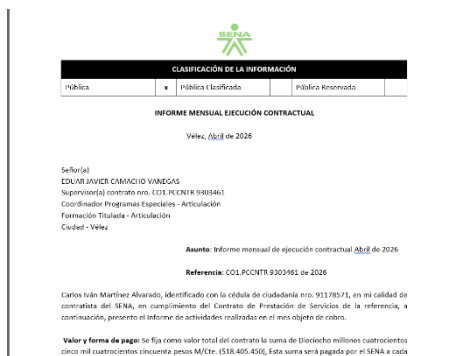 SENA
CLASIFICACIÓN DE LA INFORMACIÓN
Pública x Pública Clasificada Pública Reservada
INFORME MENSUAL EJECUCIÓN CONTRACTUAL
Vélez, Abril de 2026
Señor(a)
EDUAR JAVIER CAMACHO VANEGAS
Supervisor(a) contrato nro. CO1.PCCNTR 9303461
Coordinador Programas Especiales - Articulación
Formación Titulada - Articulación
Ciudad - Vélez
Asunto: Informe mensual de ejecución contractual Abril de 2026
Referencia: CO1.PCCNTR 9303461 de 2026
Carlos Iván Martínez Alvarado, identificado con la cédula de ciudadanía nro. 91178571, en mi calidad de
contratista del SENA, en cumplimiento del Contrato de Prestación de Servicios de la referencia, a
continuación, presento el Informe de actividades realizadas en el mes objeto de cobro.
Valor y forma de pago: Se fija como valor total del contrato la suma de Dieciocho millones cuatrocientos
cinco mil cuatrocientos cincuenta pesos M/Cte. ($18.405.450), Esta suma será pagada por el SENA a cada